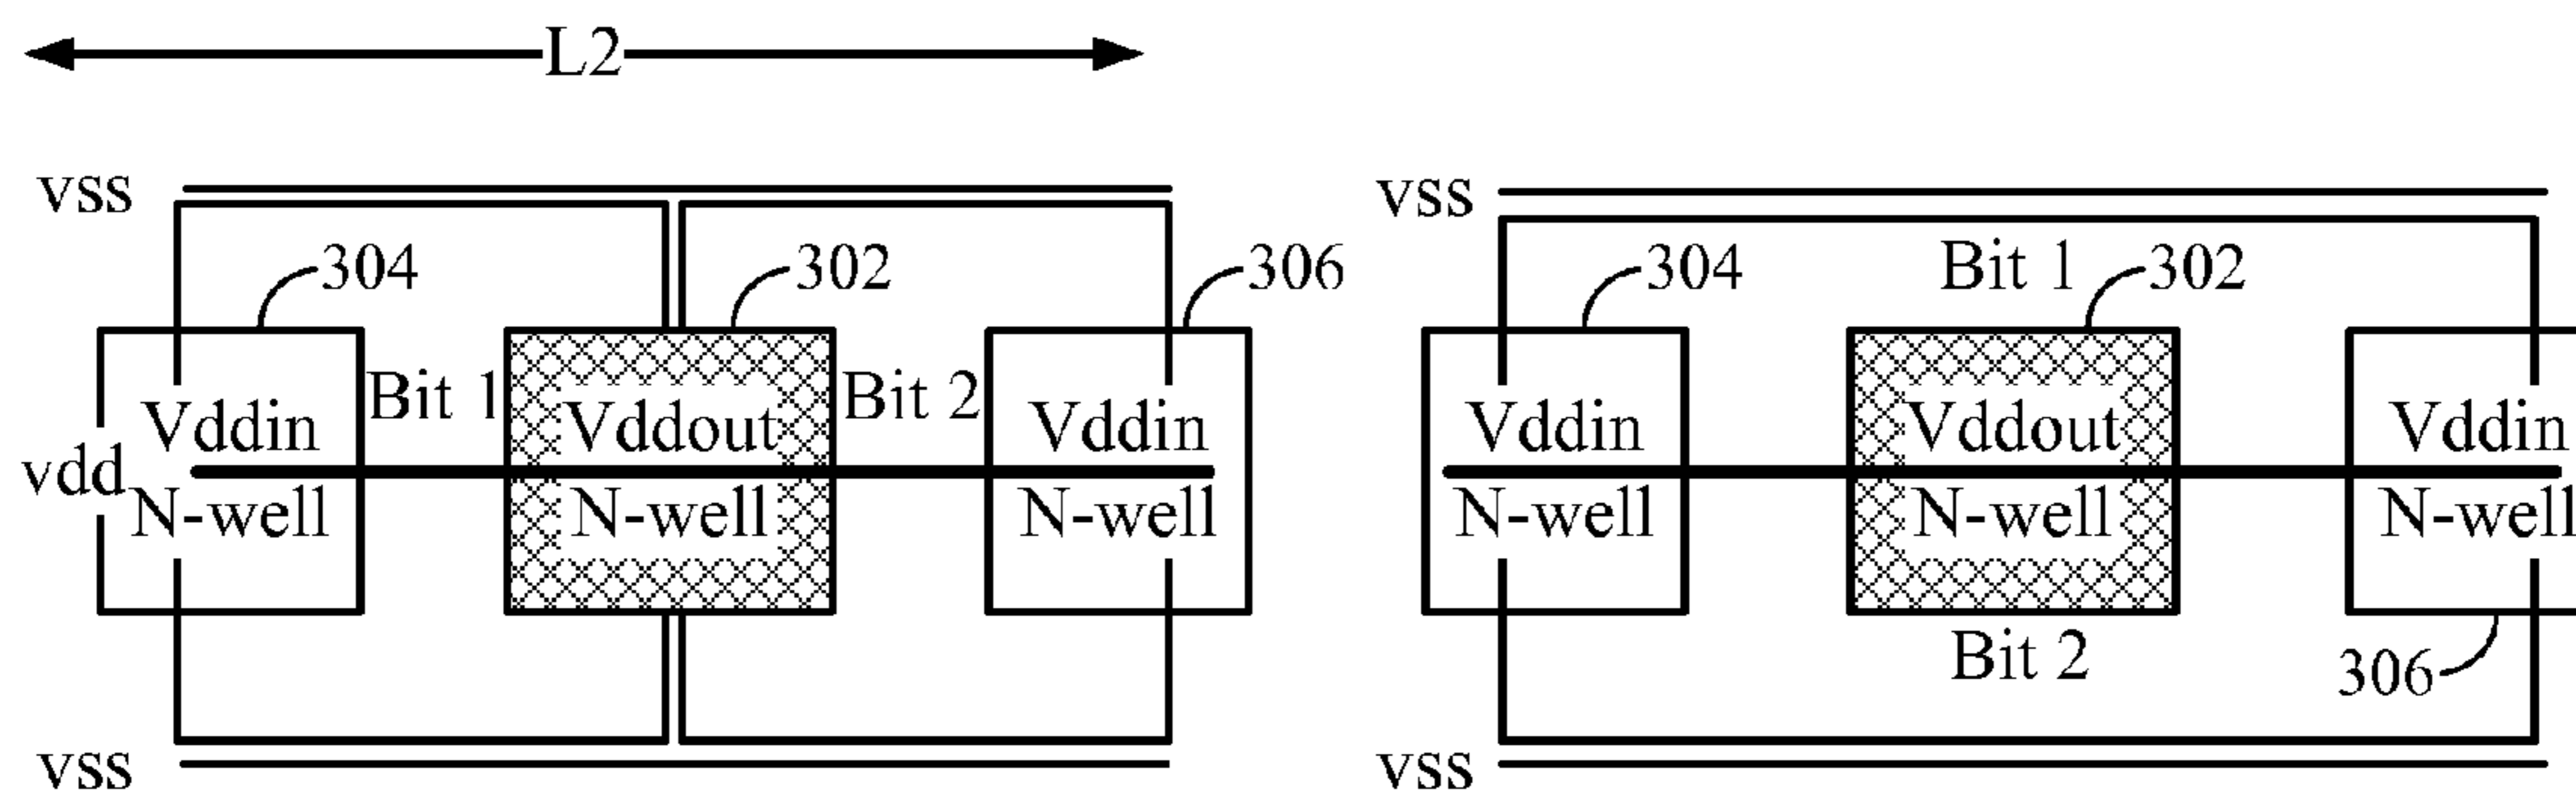 L2
vss
vss
304
302
306
304
Bit 1
302
Bit 1
Bit 2
vdd
Vddin
N-well
Vddout
N-well
Vddin
N-well
Vddin
N-well
Vddout
N-well
Vddin
N-well
Bit 2
306
vss
vss